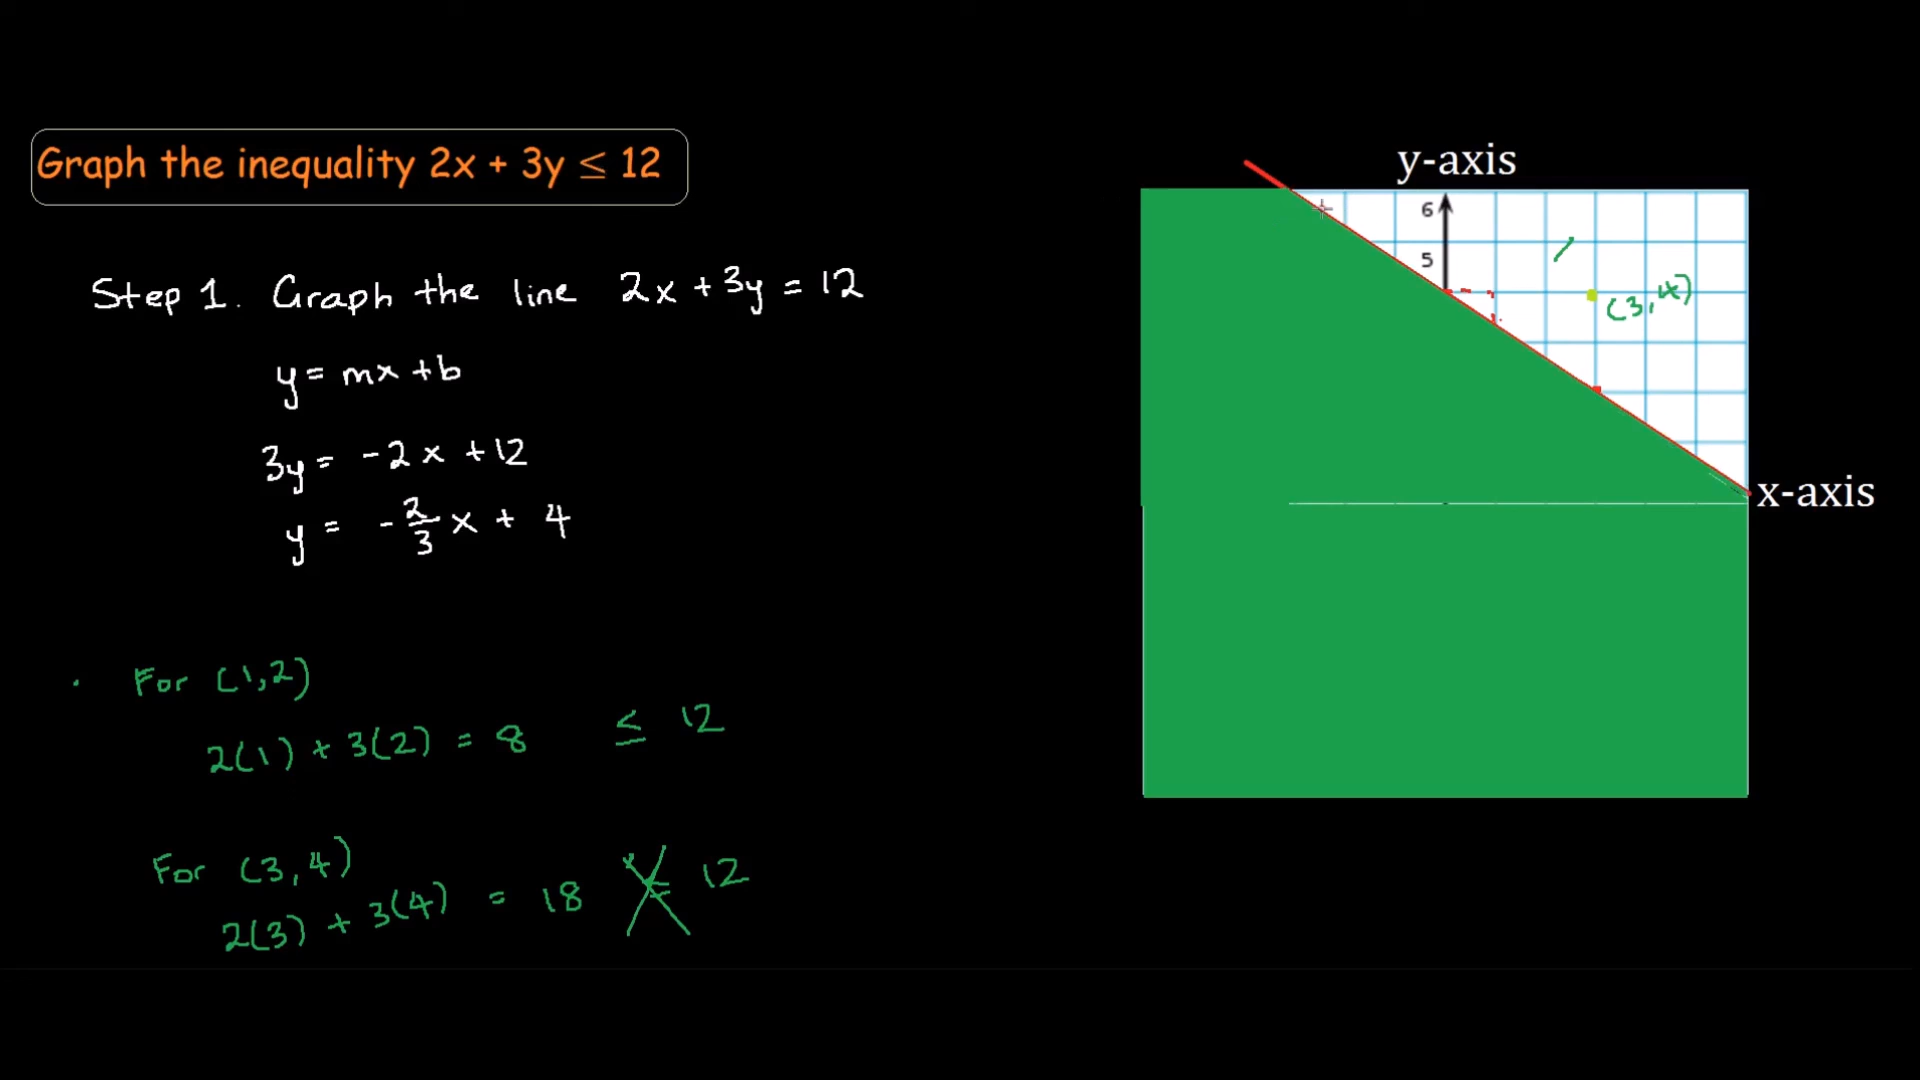 Graph the inequality 2x + 3y ≤ 12
Step 1. Graph the line 2x + 3y = 12
y = mx + b
3y = -2x + 12
y = -2/3 x + 4
For (1,2)
2(1) + 3(2) = 8 ≤ 12
For (3,4)
2(3) + 3(4) = 18 ≤ 12
y-axis
6
5
(3,4)
x-axis